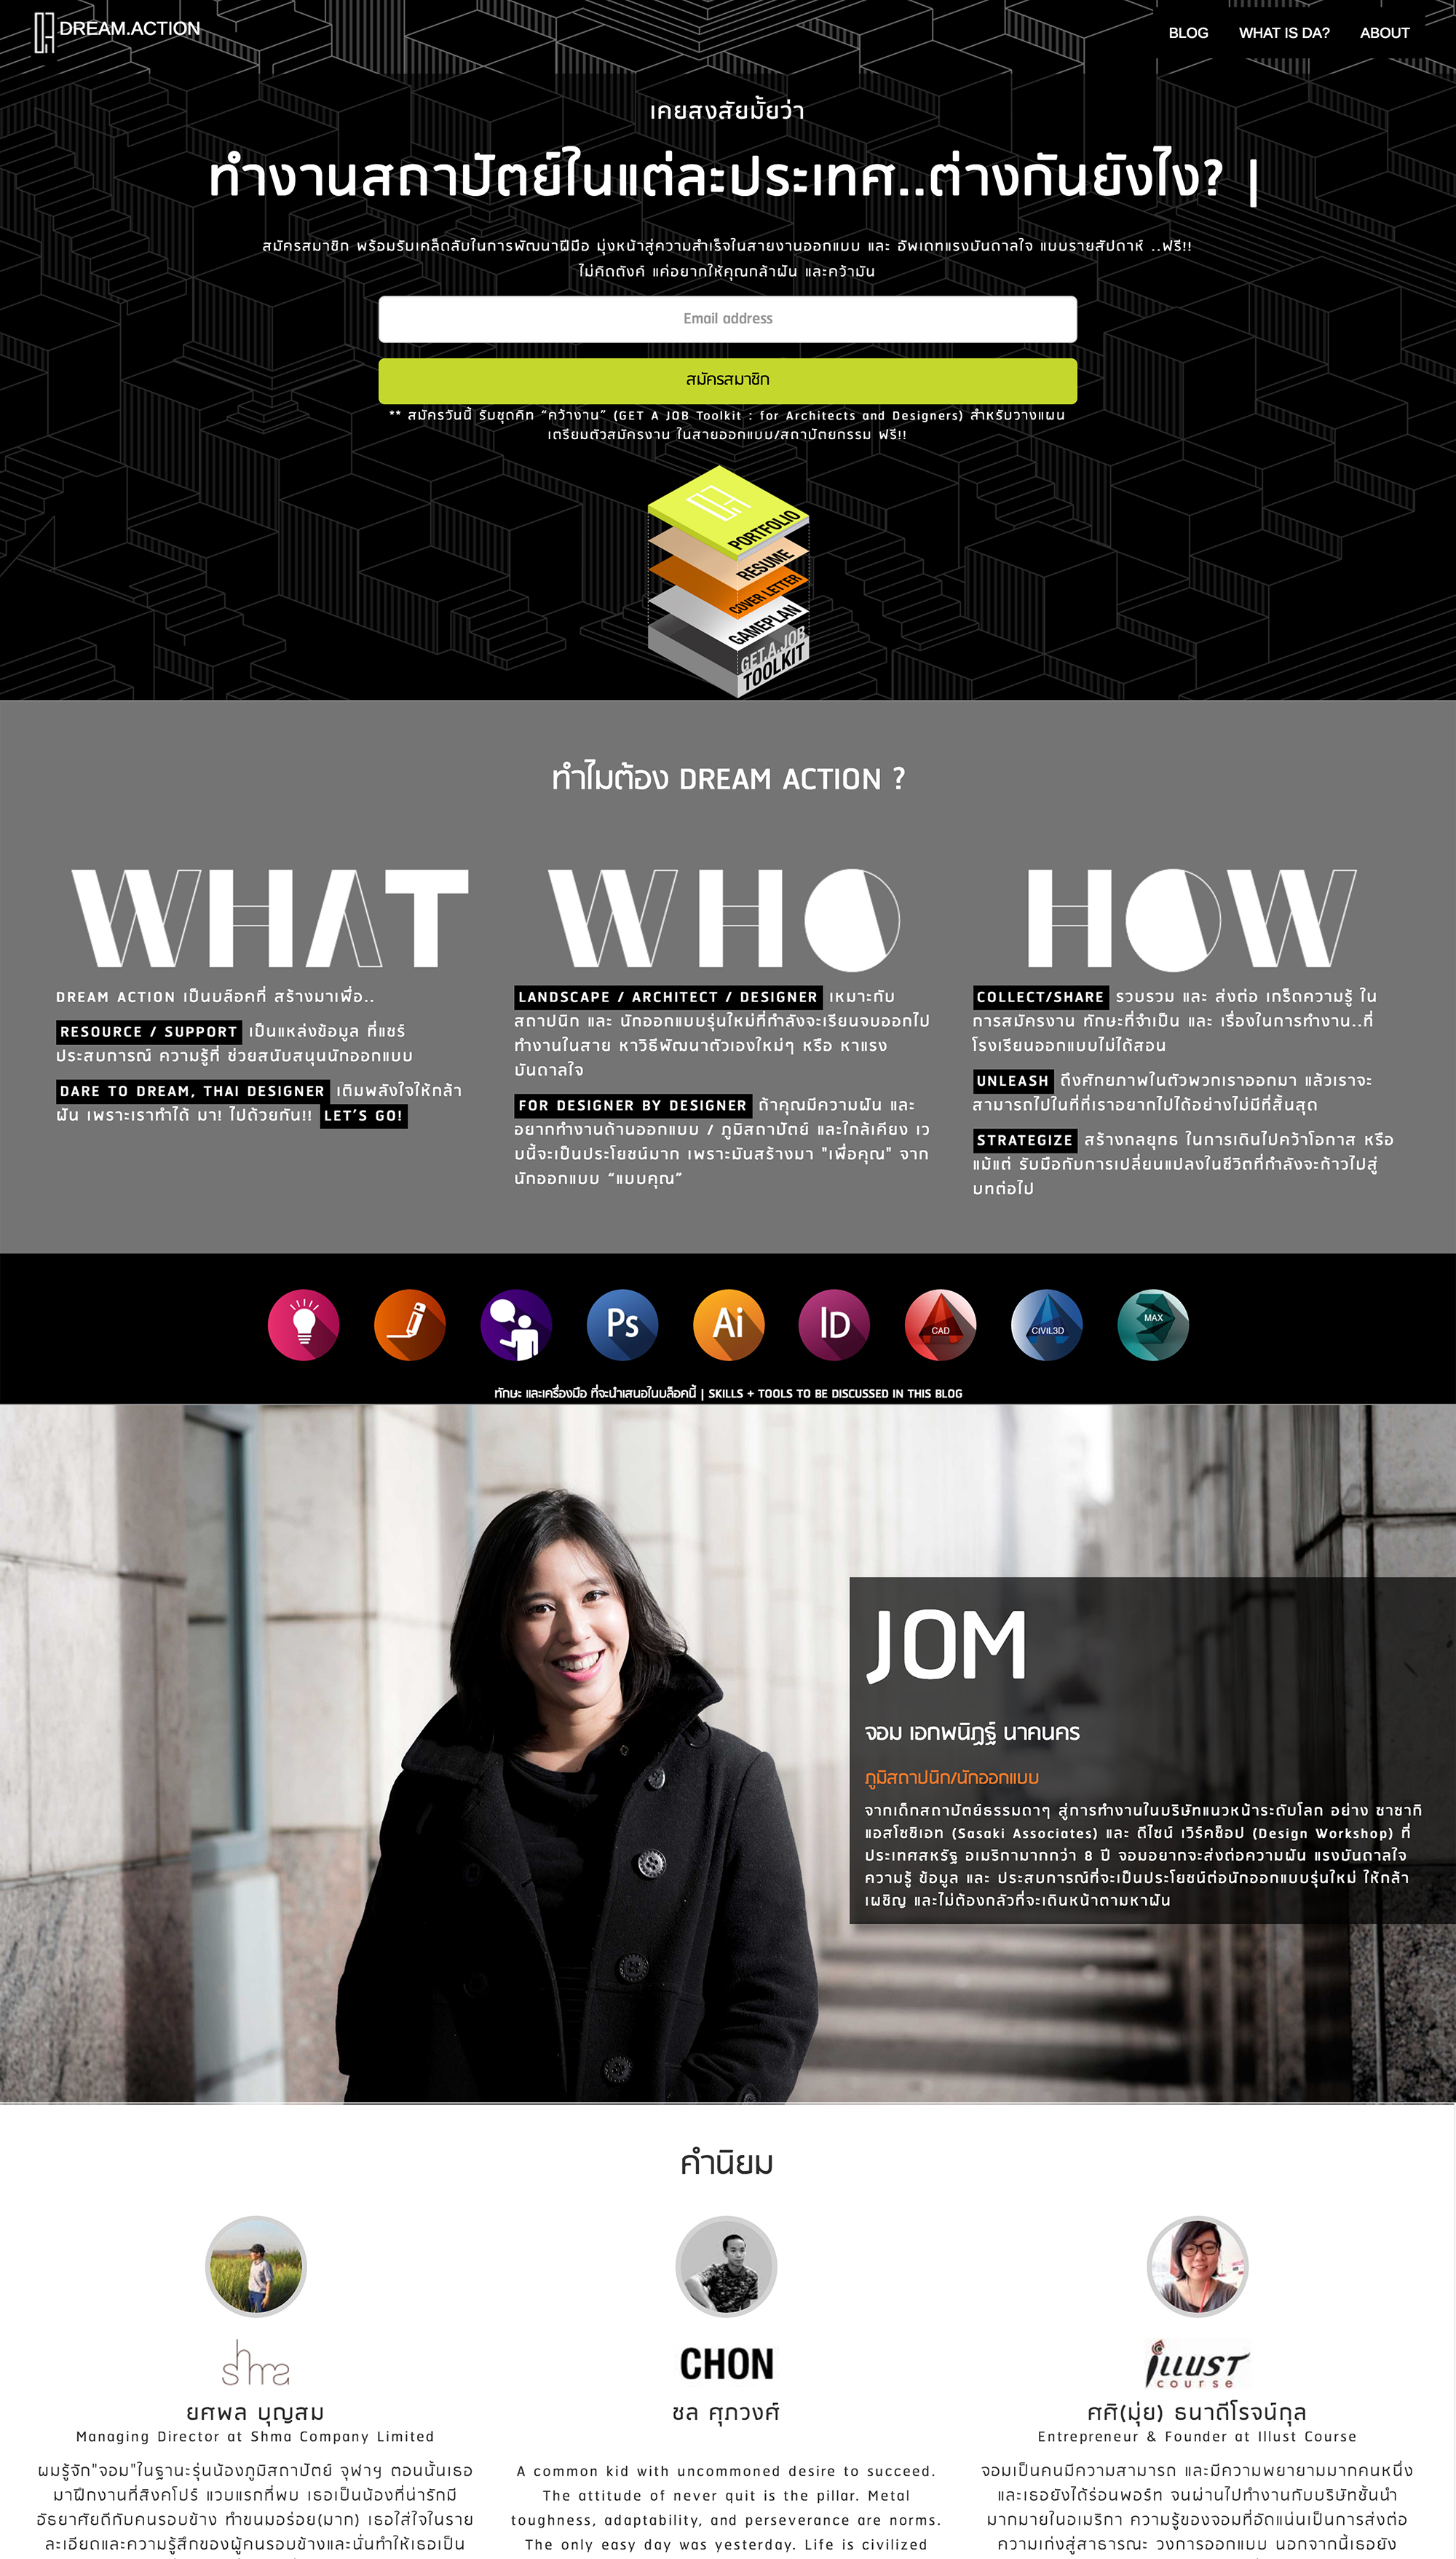 DREAM.ACTION
BLOG WHAT IS DA? ABOUT
เคยสงสัยมั้ยว่า
ทำงานสถาปัตย์ในแต่ละประเทศ..ต่างกันยังไง? |
สมัครสมาชิก พร้อมรับเคล็ดลับในการพัฒนาฝีมือ มุ่งหน้าสู่ความสำเร็จในสายงานออกแบบ และ อัพเดทแรงบันดาลใจ แบบรายสัปดาห์ ..ฟรี!!
ไม่คิดตังค์ แค่อยากให้คุณกล้าฝัน และคว้ามัน
Email address
สมัครสมาชิก
** สมัครวันนี้ รับชุดคิท “คว้างาน” (GET A JOB Toolkit : for Architects and Designers) สำหรับวางแผน
เตรียมตัวสมัครงาน ในสายออกแบบ/สถาปัตยกรรม ฟรี!!
PORTFOLIO
RESUME
COVER LETTER
GAMEPLAN
GET A JOB
TOOLKIT
ทำไมต้อง DREAM ACTION ?
WHAT
DREAM ACTION เป็นบล๊อคที่ สร้างมาเพื่อ..
RESOURCE / SUPPORT เป็นแหล่งข้อมูล ที่แชร์
ประสบการณ์ ความรู้ที่ ช่วยสนับสนุนนักออกแบบ
DARE TO DREAM, THAI DESIGNER เติมพลังใจให้กล้า
ฝัน เพราะเราทำได้ มา! ไปด้วยกัน!! LET’S GO!
WHO
LANDSCAPE / ARCHITECT / DESIGNER เหมาะกับ
สถาปนิก และ นักออกแบบรุ่นใหม่ที่กำลังจะเรียนจบออกไป
ทำงานในสาย หาวิธีพัฒนาตัวเองใหม่ๆ หรือ หาแรง
บันดาลใจ
FOR DESIGNER BY DESIGNER ถ้าคุณมีความฝัน และ
อยากทำงานด้านออกแบบ / ภูมิสถาปัตย์ และใกล้เคียง เว
บนี้จะเป็นประโยชน์มาก เพราะมันสร้างมา "เพื่อคุณ" จาก
นักออกแบบ “แบบคุณ”
HOW
COLLECT/SHARE รวบรวม และ ส่งต่อ เกร็ดความรู้ ใน
การสมัครงาน ทักษะที่จำเป็น และ เรื่องในการทำงาน..ที่
โรงเรียนออกแบบไม่ได้สอน
UNLEASH ดึงศักยภาพในตัวพวกเราออกมา แล้วเราจะ
สามารถไปในที่ที่เราอยากไปได้อย่างไม่มีที่สิ้นสุด
STRATEGIZE สร้างกลยุทธ ในการเดินไปคว้าโอกาส หรือ
แม้แต่ รับมือกับการเปลี่ยนแปลงในชีวิตที่กำลังจะก้าวไปสู่
บทต่อไป
Ps Ai ID CAD CIVIL3D MAX
ทักษะ และเครื่องมือ ที่จะนำเสนอในบล็อคนี้ | SKILLS + TOOLS TO BE DISCUSSED IN THIS BLOG
JOM
จอม เอกพนิฏฐ์ นาคนคร
ภูมิสถาปนิก/นักออกแบบ
จากเด็กสถาปัตย์ธรรมดาๆ สู่การทำงานในบริษัทแนวหน้าระดับโลก อย่าง ซาซากิ
แอสโซชิเอท (Sasaki Associates) และ ดีไซน์ เวิร์คช็อป (Design Workshop) ที่
ประเทศสหรัฐ อเมริกามากกว่า 8 ปี จอมอยากจะส่งต่อความฝัน แรงบันดาลใจ
ความรู้ ข้อมูล และ ประสบการณ์ที่จะเป็นประโยชน์ต่อนักออกแบบรุ่นใหม่ ให้กล้า
เผชิญ และไม่ต้องกลัวที่จะเดินหน้าตามหาฝัน
คำนิยม
shma
ยศพล บุญสม
Managing Director at Shma Company Limited
ผมรู้จัก"จอม"ในฐานะรุ่นน้องภูมิสถาปัตย์ จุฬาฯ ตอนนั้นเธอ
มาฝึกงานที่สิงคโปร์ แวบแรกที่พบ เธอเป็นน้องที่น่ารักมี
อัธยาศัยดีกับคนรอบข้าง ทำขนมอร่อย(มาก) เธอใส่ใจในราย
ละเอียดและความรู้สึกของผู้คนรอบข้างและนั่นทำให้เธอเป็น
CHON
ชล ศุภวงศ์
A common kid with uncommoned desire to succeed.
The attitude of never quit is the pillar. Metal
toughness, adaptability, and perseverance are norms.
The only easy day was yesterday. Life is civilized
iLLUST
course
ศศิ(มุ่ย) ธนาดีโรจน์กุล
Entrepreneur & Founder at Illust Course
จอมเป็นคนมีความสามารถ และมีความพยายามมากคนหนึ่ง
และเธอยังได้ร่อนพอร์ท จนผ่านไปทำงานกับบริษัทชั้นนำ
มากมายในอเมริกา ความรู้ของจอมที่อัดแน่นเป็นการส่งต่อ
ความเก่งสู่สาธารณะ วงการออกแบบ นอกจากนี้เธอยัง